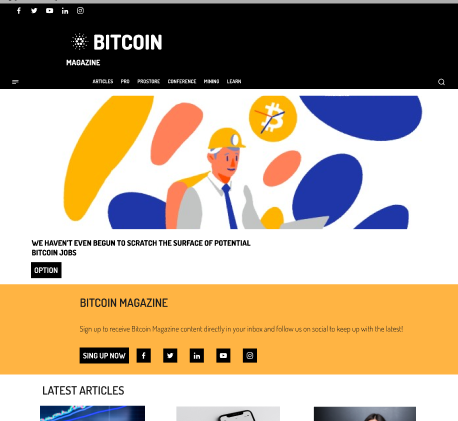 BITCOIN
MAGAZINE
ARTICLES PRO PROSTORE CONFERENCE MINING LEARN
WE HAVEN'T EVEN BEGUN TO SCRATCH THE SURFACE OF POTENTIAL
BITCOIN JOBS
OPTION
BITCOIN MAGAZINE
Sign up to receive Bitcoin Magazine content directly in your inbox and follow us on social to keep up with the latest!
SING UP NOW
LATEST ARTICLES